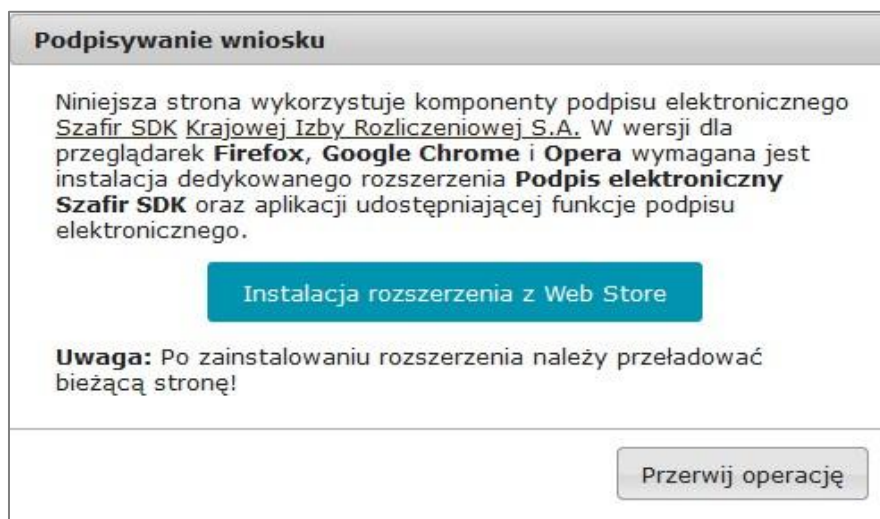 Podpisywanie wniosku
Niniejsza strona wykorzystuje komponenty podpisu elektronicznego
Szafir SDK Krajowej Izby Rozliczeniowej S.A. W wersji dla
przeglądarek Firefox, Google Chrome i Opera wymagana jest
instalacja dedykowanego rozszerzenia Podpis elektroniczny
Szafir SDK oraz aplikacji udostępniającej funkcje podpisu
elektronicznego.
Instalacja rozszerzenia z Web Store
Uwaga: Po zainstalowaniu rozszerzenia należy przeładować
bieżącą stronę!
Przerwij operację